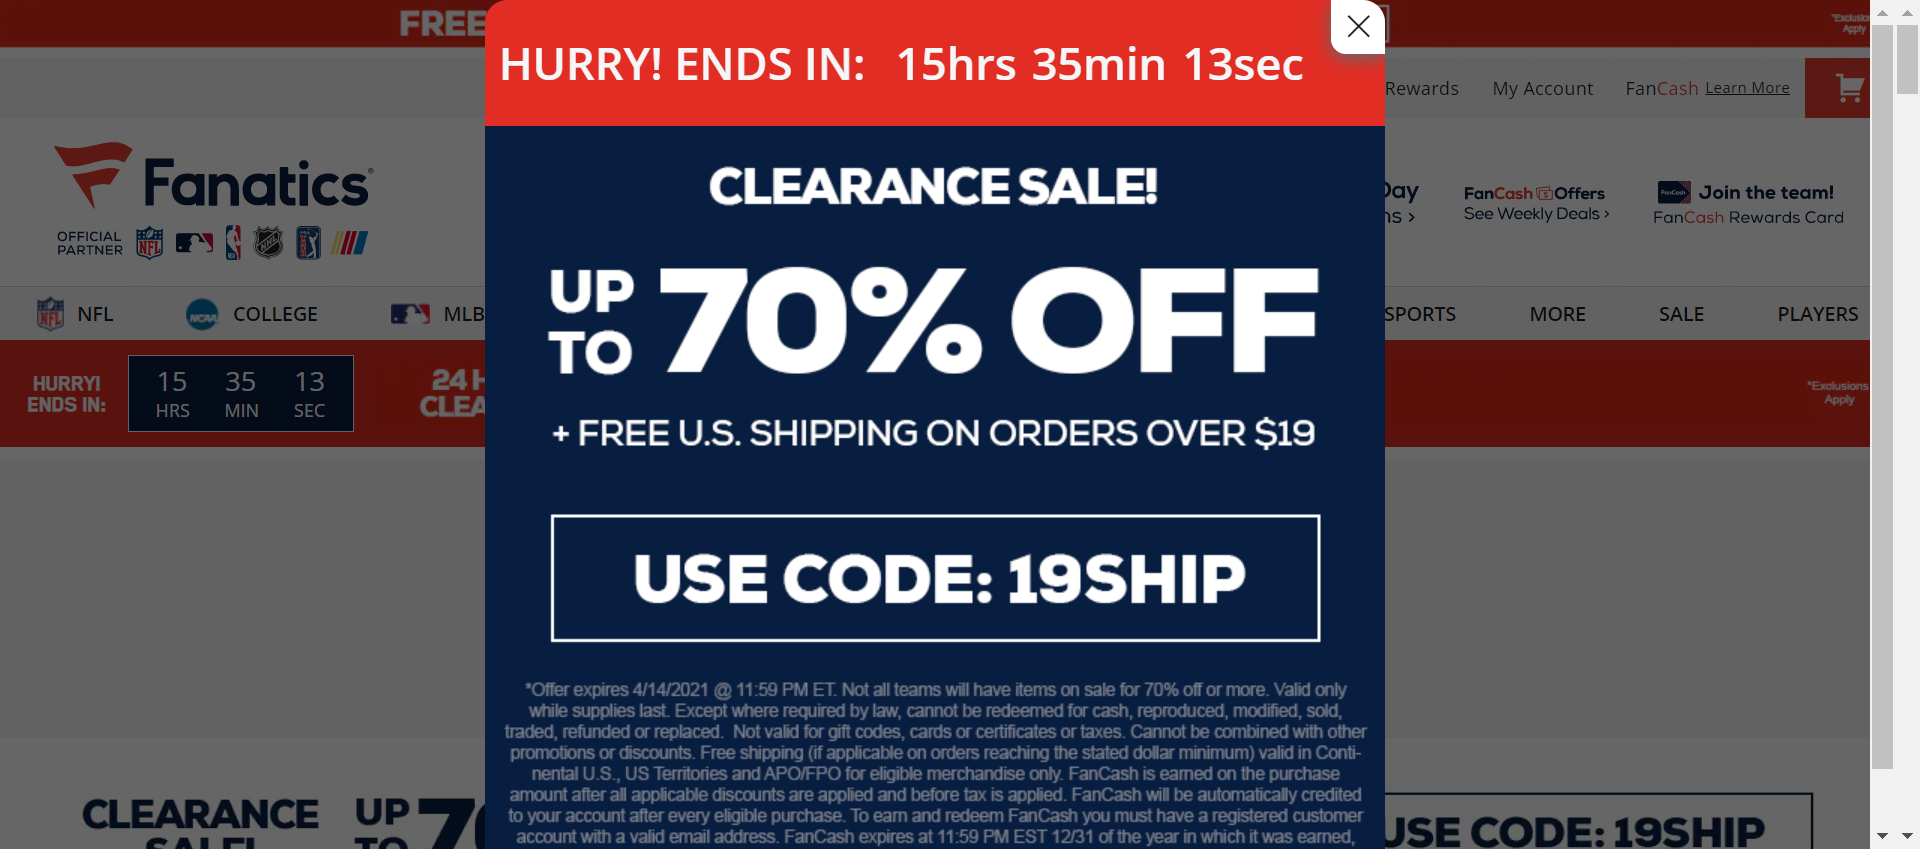 FREE
HURRY! ENDS IN: 15hrs 35min 13sec
*Exclusions
Apply
Rewards
My Account
FanCash Learn More
Fanatics
OFFICIAL
PARTNER
CLEARANCE SALE!
FanCash Offers
See Weekly Deals >
Join the team!
FanCash Rewards Card
NFL
COLLEGE
MLB
SPORTS
MORE
SALE
PLAYERS
UP
TO
70% OFF
HURRY!
ENDS IN:
15
HRS
35
MIN
13
SEC
24 H
CLEA
*Exclusions
Apply
+ FREE U.S. SHIPPING ON ORDERS OVER $19
USE CODE: 19SHIP
*Offer expires 4/14/2021 @ 11:59 PM ET. Not all teams will have items on sale for 70% off or more. Valid only
while supplies last. Except where required by law, cannot be redeemed for cash, reproduced, modified, sold,
traded, refunded or replaced. Not valid for gift codes, cards or certificates or taxes. Cannot be combined with other
promotions or discounts. Free shipping (if applicable on orders reaching the stated dollar minimum) valid in Conti-
nental U.S., US Territories and APO/FPO for eligible merchandise only. FanCash is earned on the purchase
amount after all applicable discounts are applied and before tax is applied. FanCash will be automatically credited
to your account after every eligible purchase. To earn and redeem FanCash you must have a registered customer
account with a valid email address. FanCash expires at 11:59 PM EST 12/31 of the year in which it was earned,
CLEARANCE
SALE!
UP
TO
70
USE CODE: 19SHIP